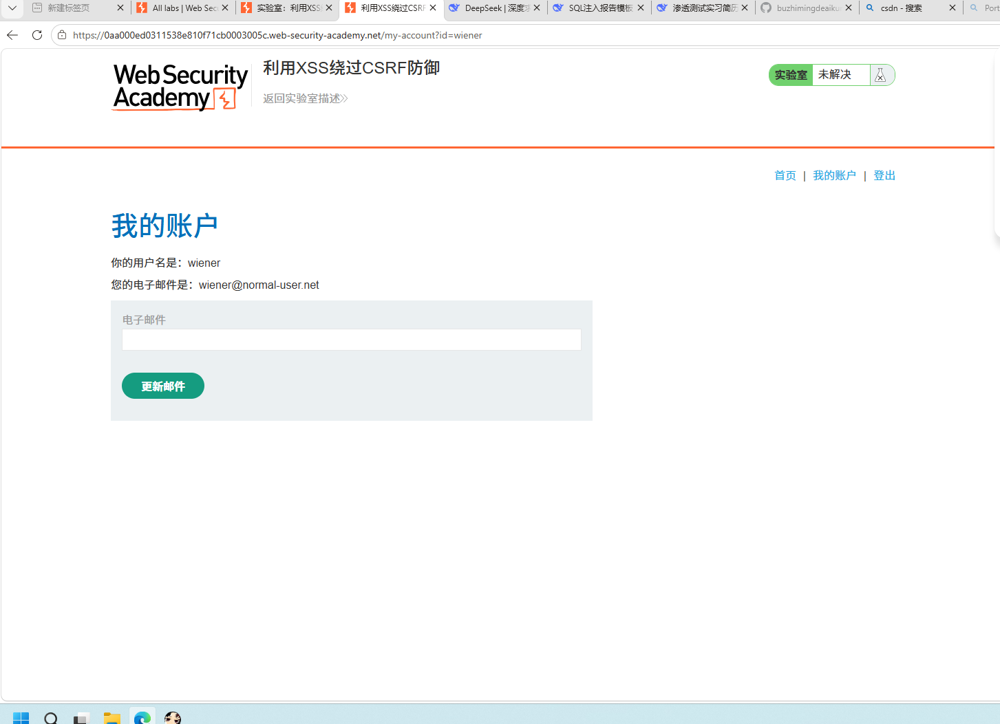 新建标签页
All labs | Web Sec
实验室：利用XSS
利用XSS绕过CSRF
DeepSeek | 深度求
SQL注入报告模板
渗透测试实习简历
buzhimingdeaikun
csdn - 搜索
Port
https://0aa000ed0311538e810f71cb0003005c.web-security-academy.net/my-account?id=wiener
Web Security
Academy
利用XSS绕过CSRF防御
返回实验室描述
实验室 未解决
首页 | 我的账户 | 登出
我的账户
你的用户名是：wiener
您的电子邮件是：wiener@normal-user.net
电子邮件
更新邮件